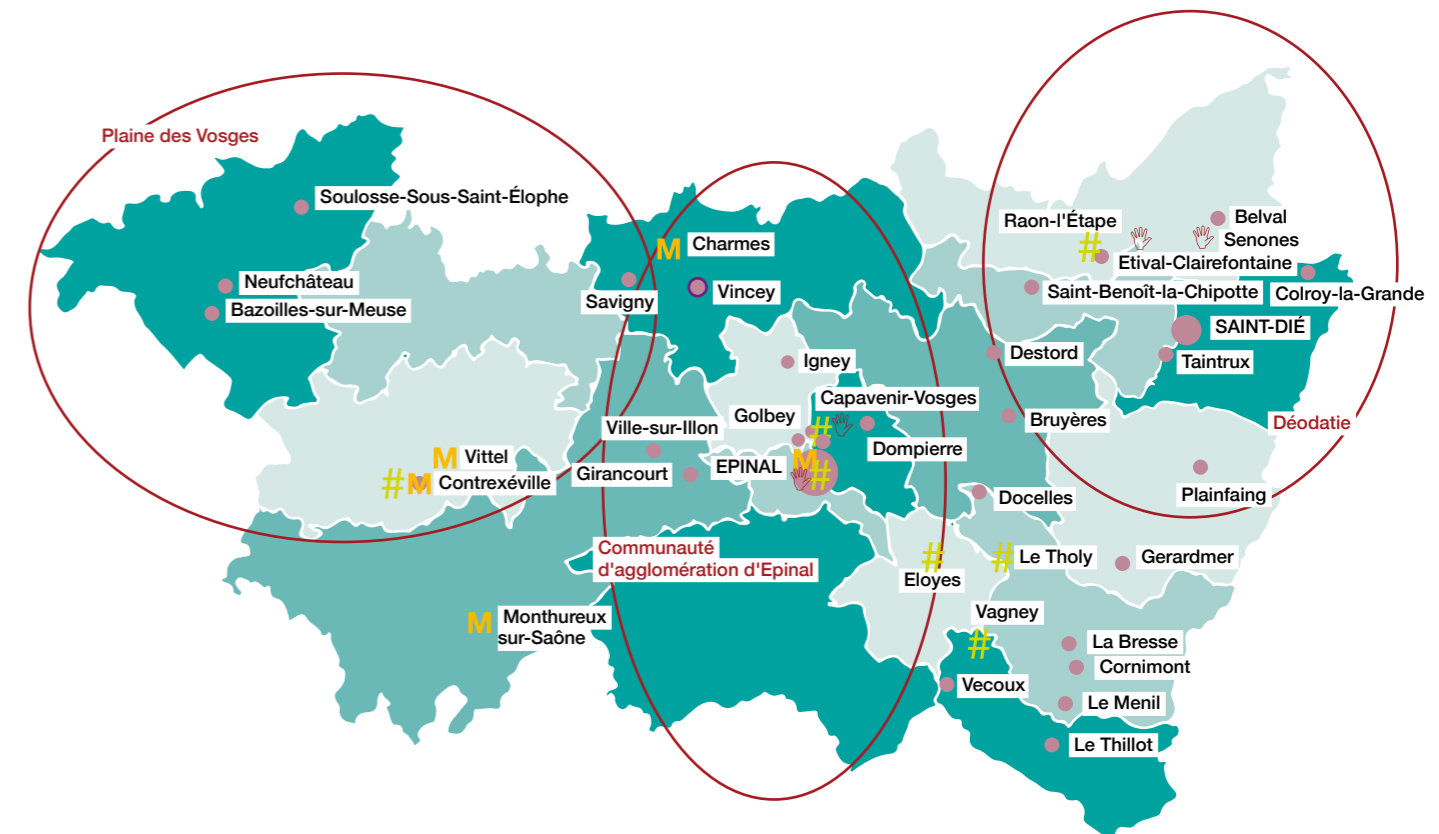 Plaine des Vosges
Soulosse-Sous-Saint-Élophe
Neufchâteau
Bazoilles-sur-Meuse
Savigny
M Charmes
Vincey
Raon-l'Étape
#
Belval
Senones
Etival-Clairefontaine
Saint-Benoît-la-Chipotte
Colroy-la-Grande
SAINT-DIÉ
Taintrux
Destord
Igney
Capavenir-Vosges
Golbey
#
Bruyères
Déodatie
Ville-sur-Illon
Dompierre
M Vittel
Girancourt
EPINAL
M
#
# M Contrexéville
Plainfaing
Docelles
Communauté
d'agglomération d'Epinal
#
Eloyes
# Le Tholy
Gerardmer
M Monthureux
sur-Saône
Vagney
#
La Bresse
Cornimont
Vecoux
Le Menil
Le Thillot